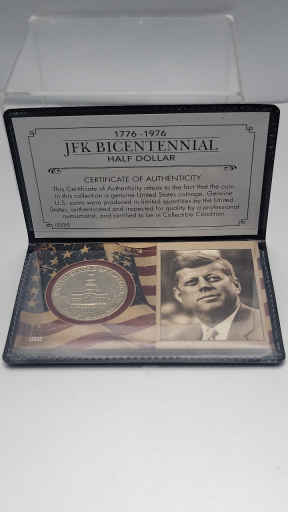 1776-1976
JFK BICENTENNIAL
HALF DOLLAR
CERTIFICATE OF AUTHENTICITY
This Certificate of Authenticity attests to the fact that the coin
in this collection is genuine United States coinage. Genuine
U.S. coins were produced in limited quantities by the United
States, authenticated and inspected for quality by a professional
numismatist, and certified to be in Collectible Condition.